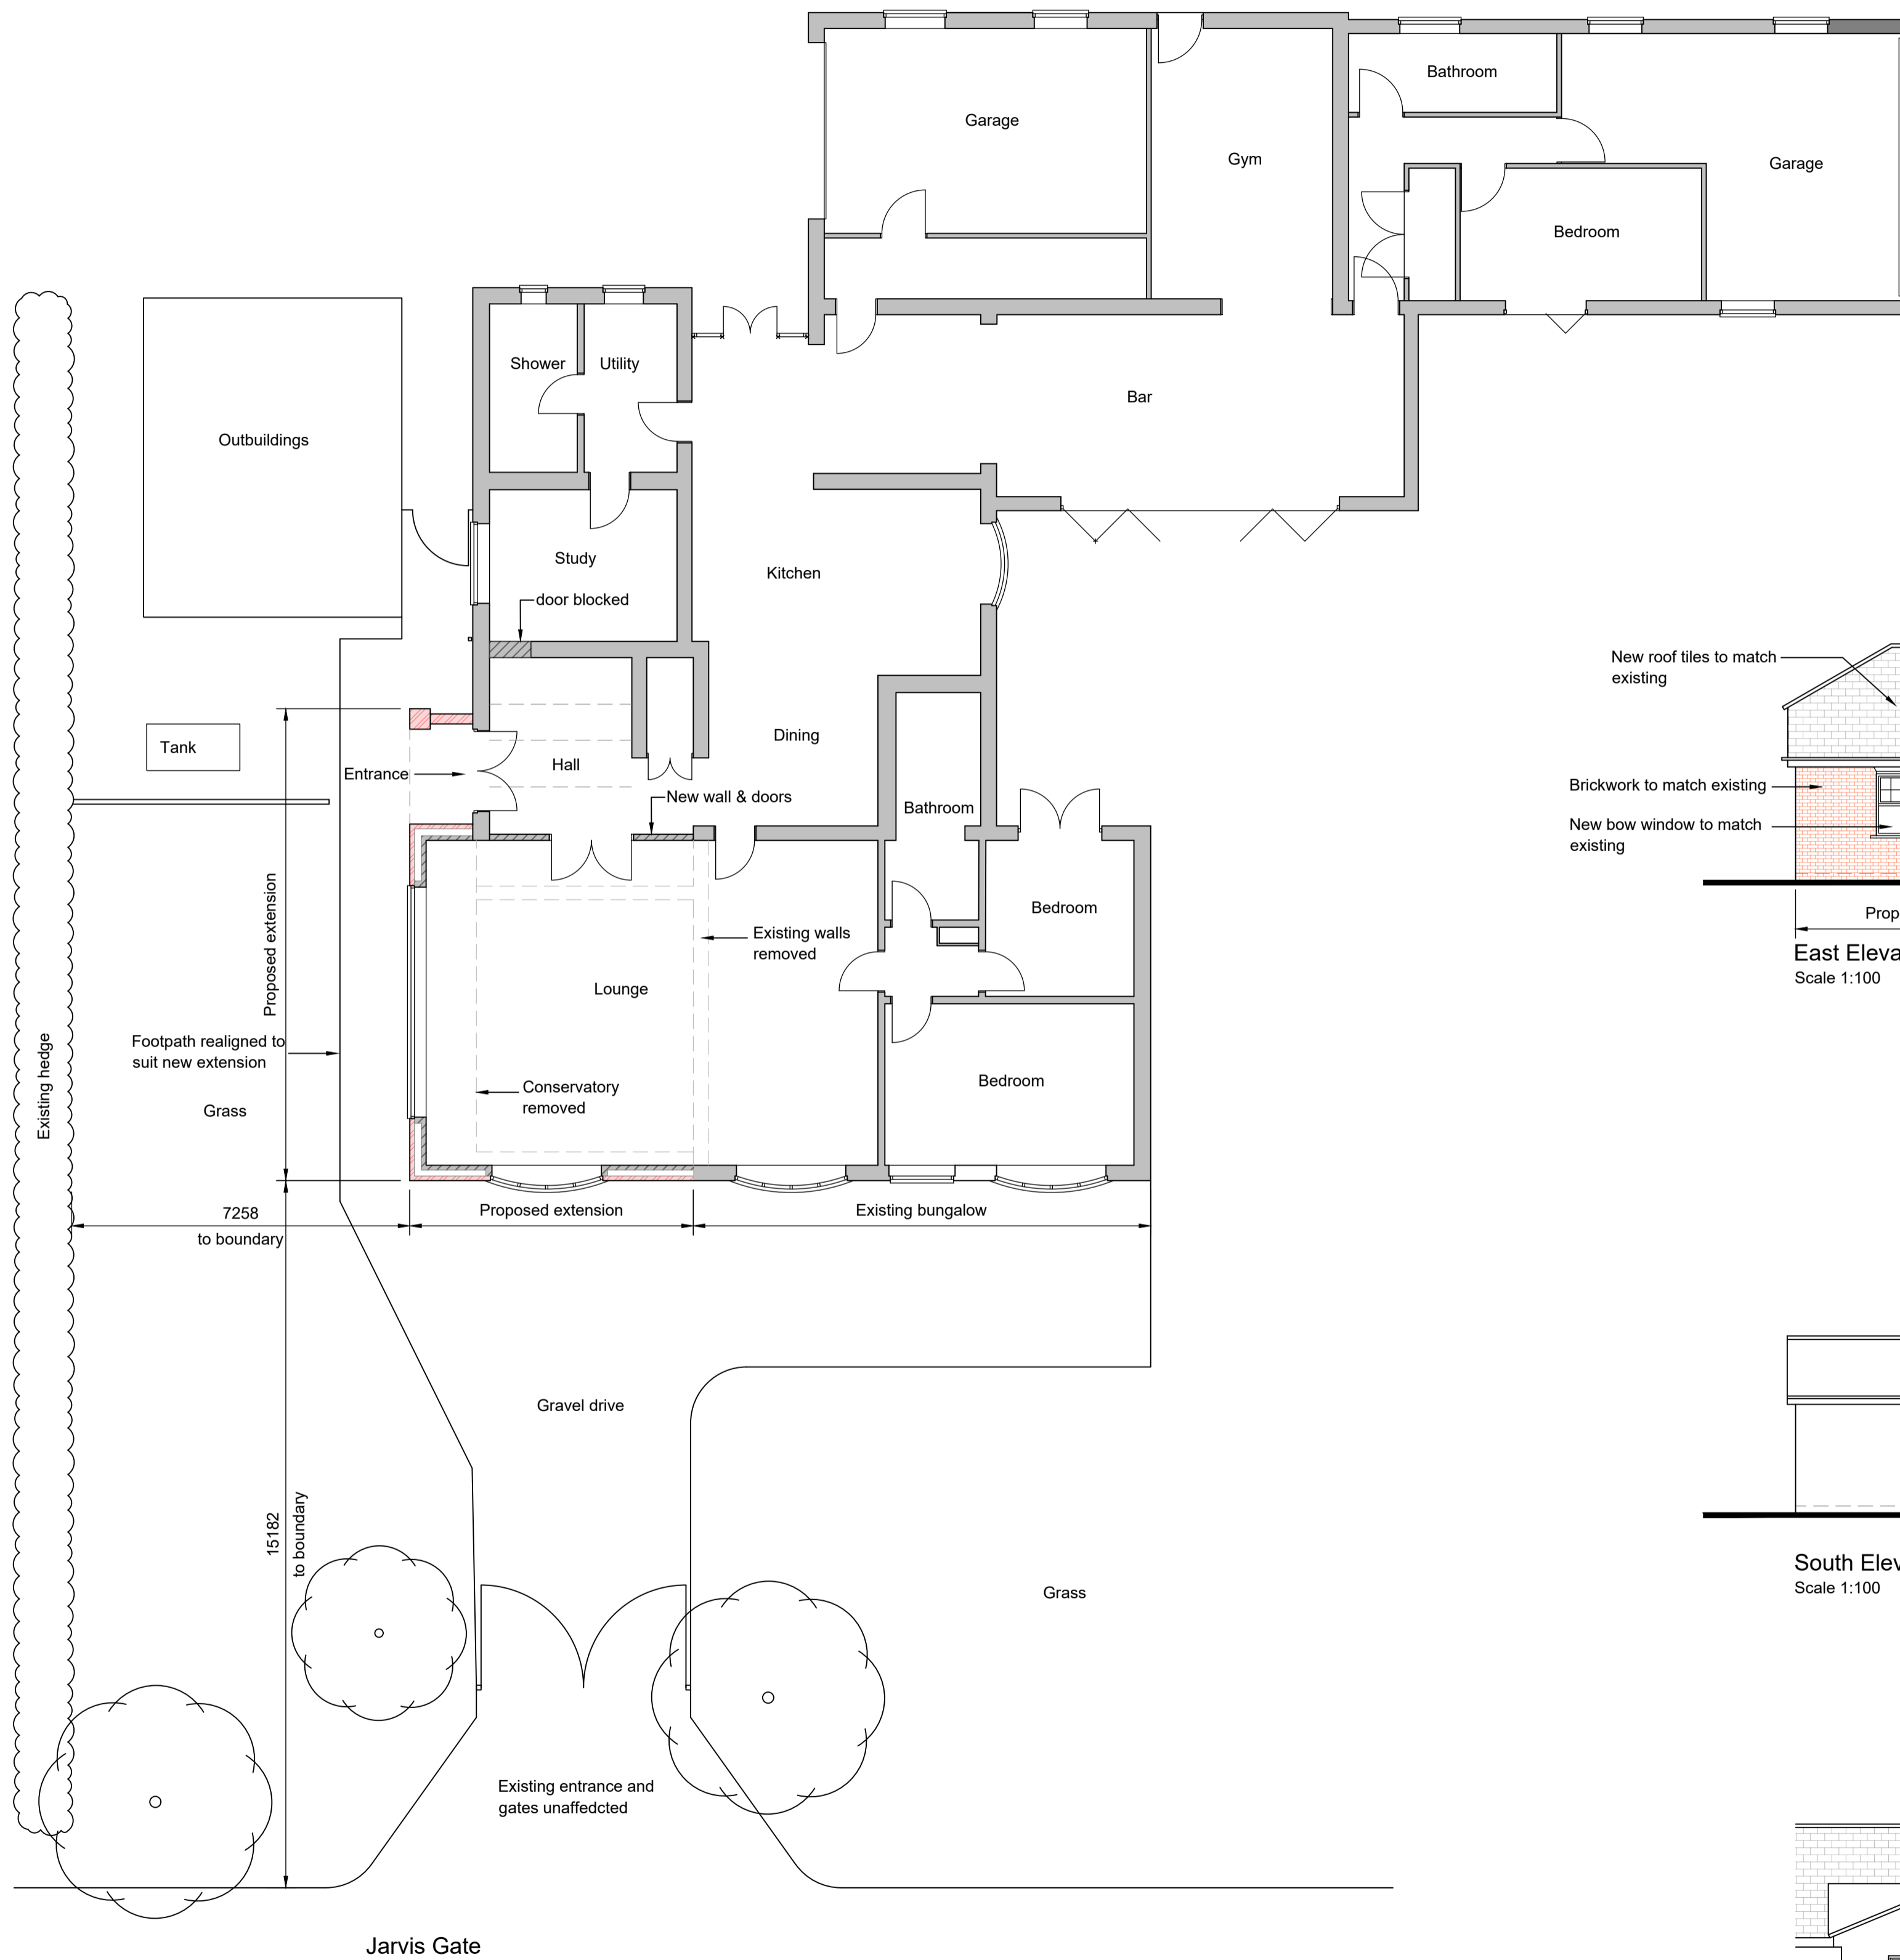 Bathroom
Garage
Gym
Garage
Bedroom
Shower
Utility
Bar
Outbuildings
Study
Kitchen
door blocked
New roof tiles to match
existing
Tank
Dining
Entrance
Hall
New wall & doors
Bathroom
Brickwork to match existing
New bow window to match
existing
Proposed extension
Existing walls
removed
Bedroom
Prop
East Eleva
Scale 1:100
Lounge
Footpath realigned to
suit new extension
Existing hedge
Grass
Conservatory
removed
Bedroom
7258
to boundary
Proposed extension
Existing bungalow
Gravel drive
15182
to boundary
Grass
South Elev
Scale 1:100
Existing entrance and
gates unaffedcted
Jarvis Gate